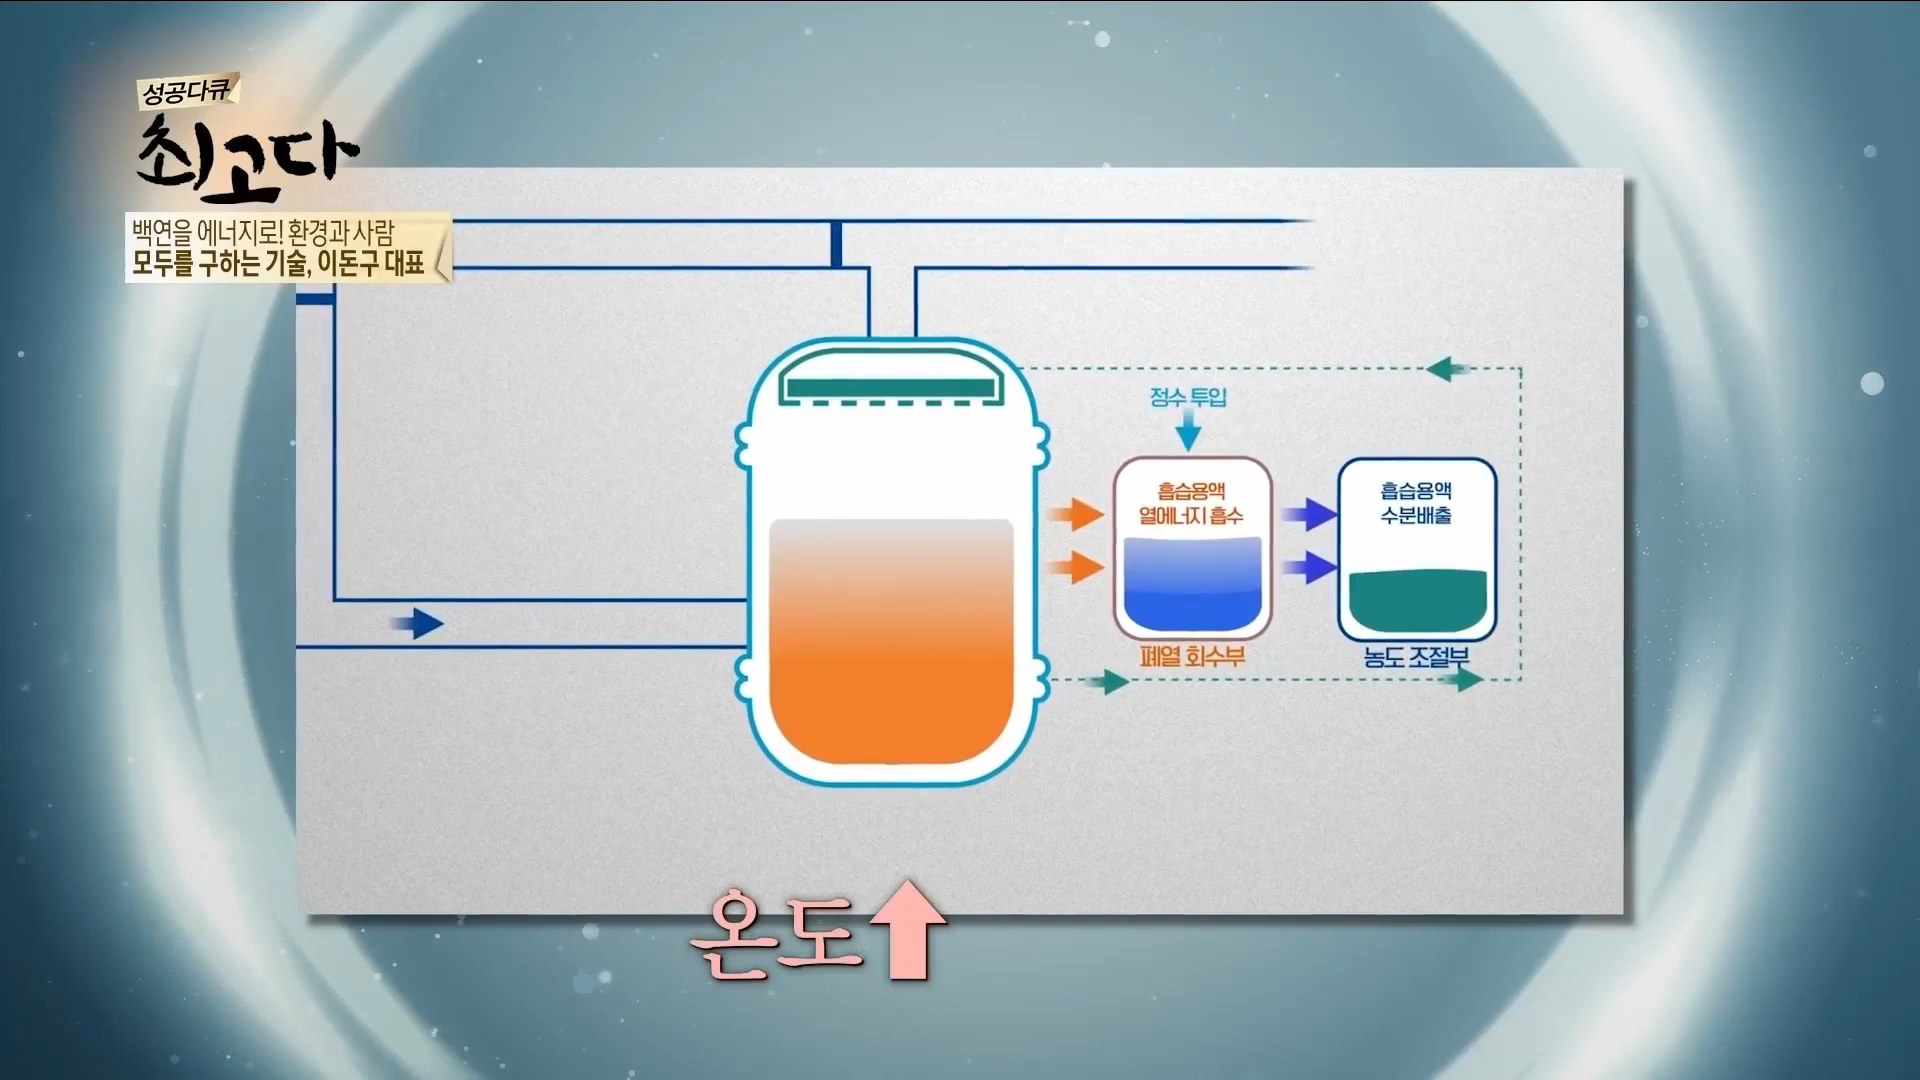 성공다큐
최고다
백연을 에너지로! 환경과 사람
모두를 구하는 기술, 이돈구 대표
정수 투입
흡습용액
열에너지 흡수
흡습용액
수분배출
폐열 회수부
농도 조절부
온도